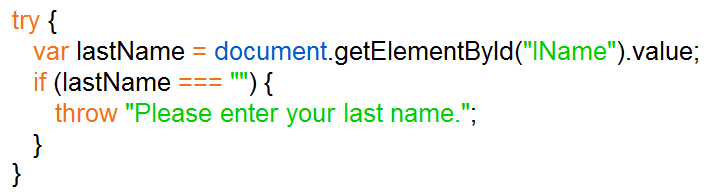 try {
var lastName = document.getElementById("lName").value;
if (lastName === "") {
throw "Please enter your last name.";
}
}